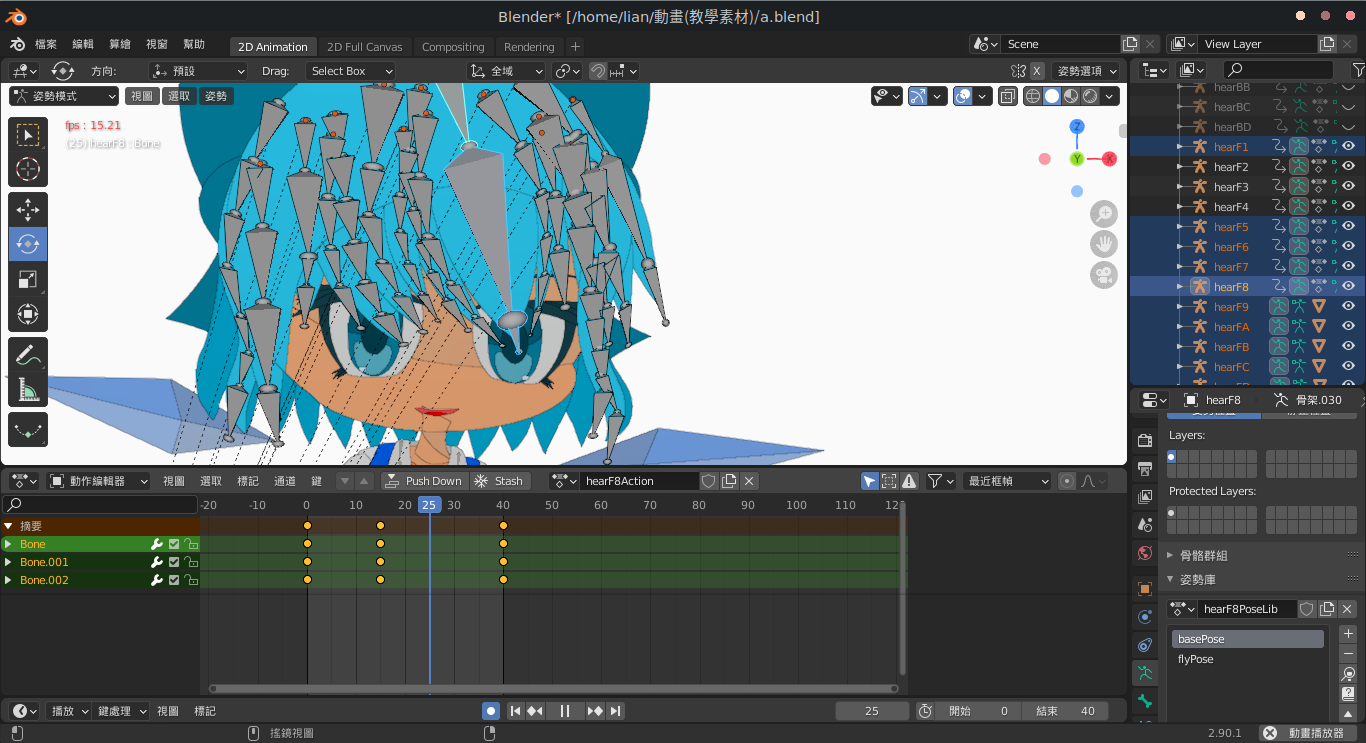 Blender* [/home/lian/動畫(教學素材)/a.blend]
檔案 編輯 算繪 視窗 幫助 2D Animation 2D Full Canvas Compositing Rendering + Scene View Layer
方向: 預設 Drag: Select Box 全域 X 姿勢選項
姿勢模式 視圖 選取 姿勢
fps : 15.21
(25) hearF8 : Bone
Z
Y
X
hearBB
hearBC
hearBD
hearF1
hearF2
hearF3
hearF4
hearF5
hearF6
hearF7
hearF8
hearF9
hearFA
hearFB
hearFC
hearF8 骨架.030
Layers:
Protected Layers:
骨骼群組
姿勢庫
hearF8PoseLib
basePose
flyPose
動作編輯器 視圖 選取 標記 通道 鍵 Push Down Stash hearF8Action 最近框幀
-20 -10 0 10 20 25 30 40 50 60 70 80 90 100 110 120
摘要
Bone
Bone.001
Bone.002
播放 鍵處理 視圖 標記 25 開始 0 結束 40
搖鏡視圖 2.90.1 動畫播放器